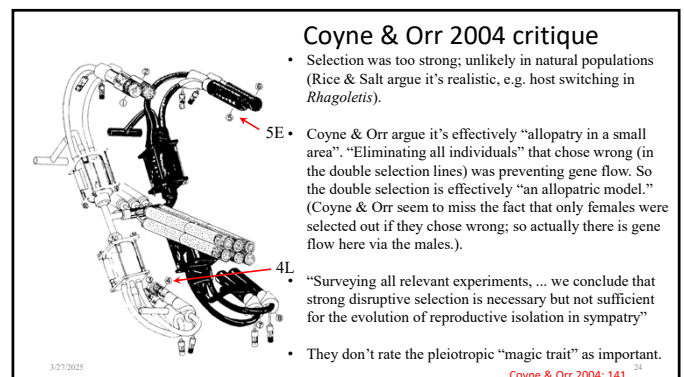 Coyne & Orr 2004 critique
• Selection was too strong; unlikely in natural populations
(Rice & Salt argue it's realistic, e.g. host switching in
Rhagoletis).
5E
• Coyne & Orr argue it's effectively "allopatry in a small
area". "Eliminating all individuals" that chose wrong (in
the double selection lines) was preventing gene flow. So
the double selection is effectively "an allopatric model."
(Coyne & Orr seem to miss the fact that only females were
selected out if they chose wrong; so actually there is gene
flow here via the males.).
4L
• "Surveying all relevant experiments, ... we conclude that
strong disruptive selection is necessary but not sufficient
for the evolution of reproductive isolation in sympatry"
• They don't rate the pleiotropic "magic trait" as important.
3/27/2025
Coyne & Orr 2004: 141
24